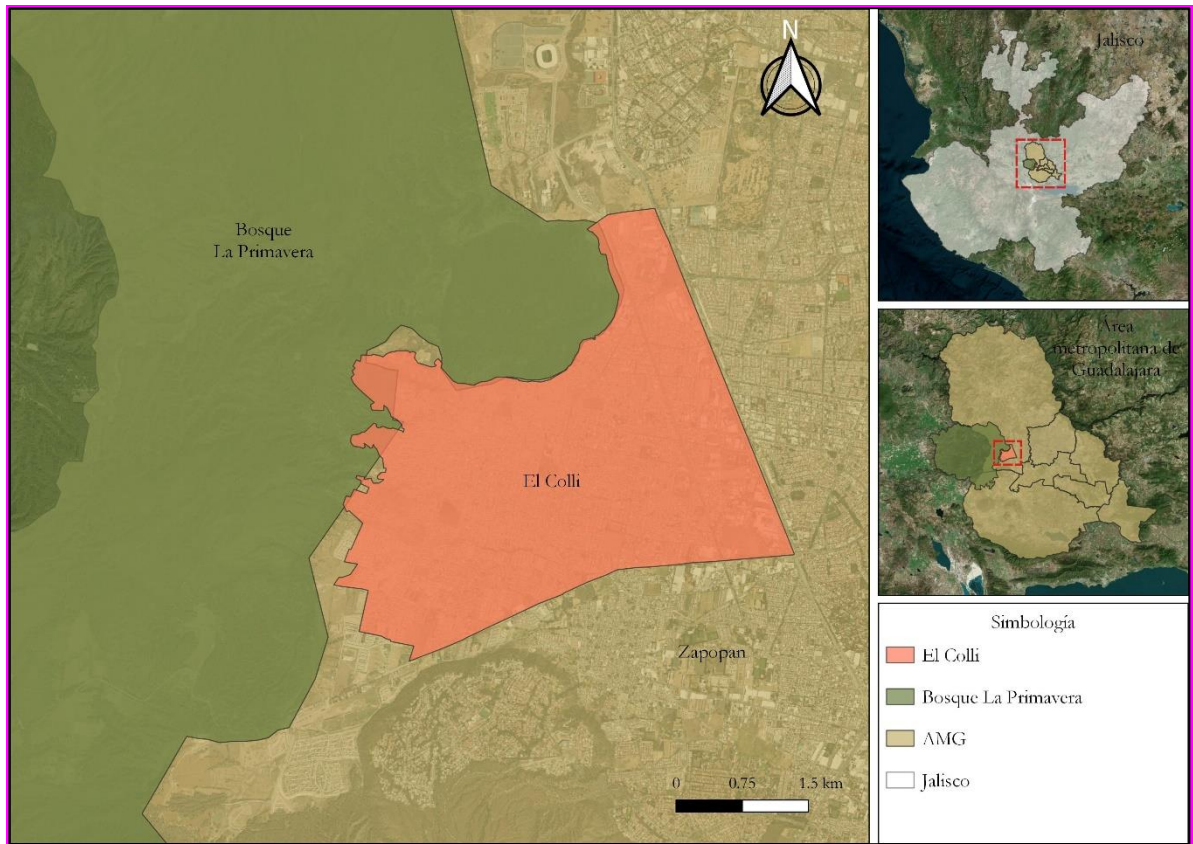 N
Bosque
La Primavera
El Colli
Zapopan
0 0.75 1.5 km
Jalisco
Área
metropolitana de
Guadalajara
Simbología
El Colli
Bosque La Primavera
AMG
Jalisco